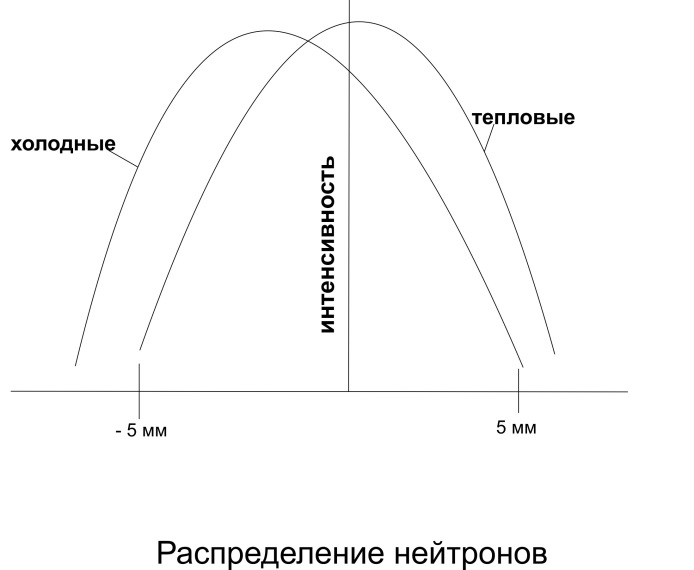 тепловые
холодные
интенсивность
- 5 мм
5 мм
Распределение нейтронов